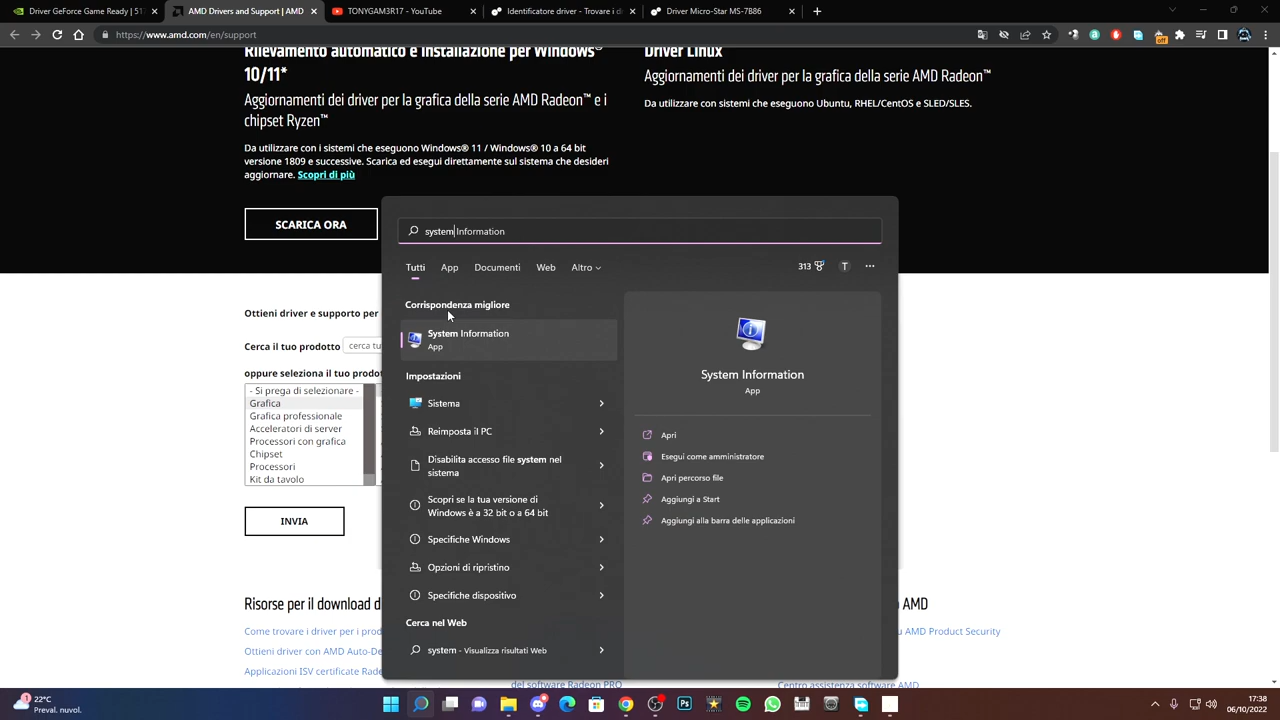 Driver GeForce Game Ready | 517
AMD Drivers and Support | AMD
TONYGAM3R17 - YouTube
Identificatore driver - Trovare i d
Driver Micro-Star MS-7B86
https://www.amd.com/en/support
off
Rilevamento automatico e installazione per Windows®
10/11*
Aggiornamenti dei driver per la grafica della serie AMD Radeon™ e i
chipset Ryzen™
Da utilizzare con i sistemi che eseguono Windows® 11 / Windows® 10 a 64 bit
versione 1809 e successive. Scarica ed esegui direttamente sul sistema che desideri
aggiornare. Scopri di più
SCARICA ORA
Driver Linux
Aggiornamenti dei driver per la grafica della serie AMD Radeon™
Da utilizzare con sistemi che eseguono Ubuntu, RHEL/CentOS e SLED/SLES.
Ottieni driver e supporto per
Cerca il tuo prodotto
cerca tu
oppure seleziona il tuo prodot
- Si prega di selezionare -
Grafica
Grafica professionale
Acceleratori di server
Processori con grafica
Chipset
Processori
Kit da tavolo
INVIA
Risorse per il download d
Come trovare i driver per i prod
Ottieni driver con AMD Auto-De
Applicazioni ISV certificate Rade
del software Radeon PRO
AMD
u AMD Product Security
Centro assistenza software AMD
system Information
Tutti
App
Documenti
Web
Altro
313
T
Corrispondenza migliore
System Information
App
Impostazioni
Sistema
Reimposta il PC
Disabilita accesso file system nel
sistema
Scopri se la tua versione di
Windows è a 32 bit o a 64 bit
Specifiche Windows
Opzioni di ripristino
Specifiche dispositivo
Cerca nel Web
system - Visualizza risultati Web
System Information
App
Apri
Esegui come amministratore
Apri percorso file
Aggiungi a Start
Aggiungi alla barra delle applicazioni
22°C
Prev. nuvol.
Ps
17:38
06/10/2022